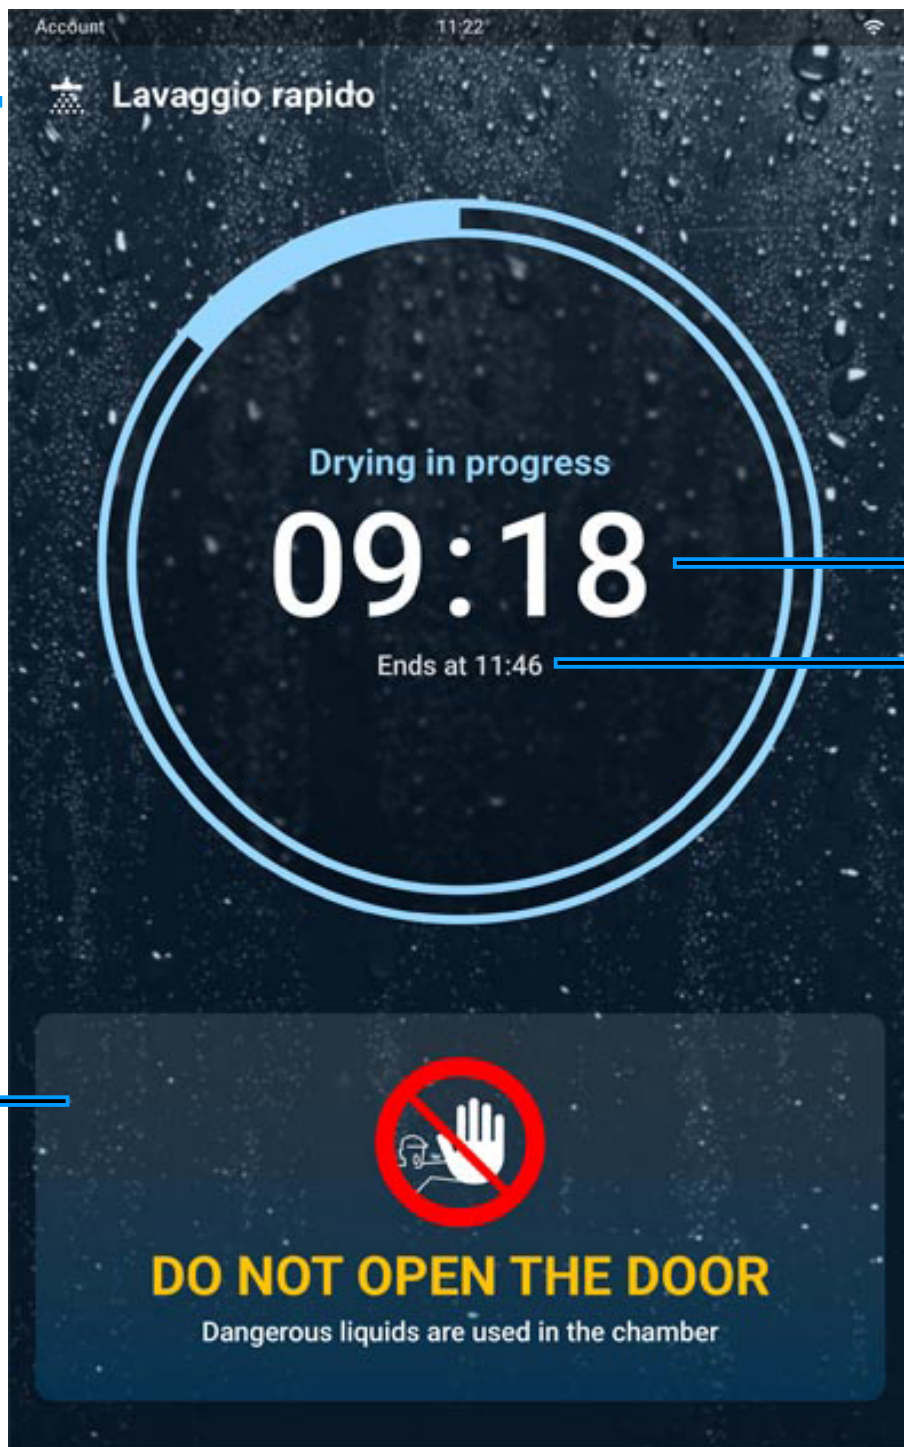 Account
11:22
Lavaggio rapido
Drying in progress
09:18
Ends at 11:46
DO NOT OPEN THE DOOR
Dangerous liquids are used in the chamber